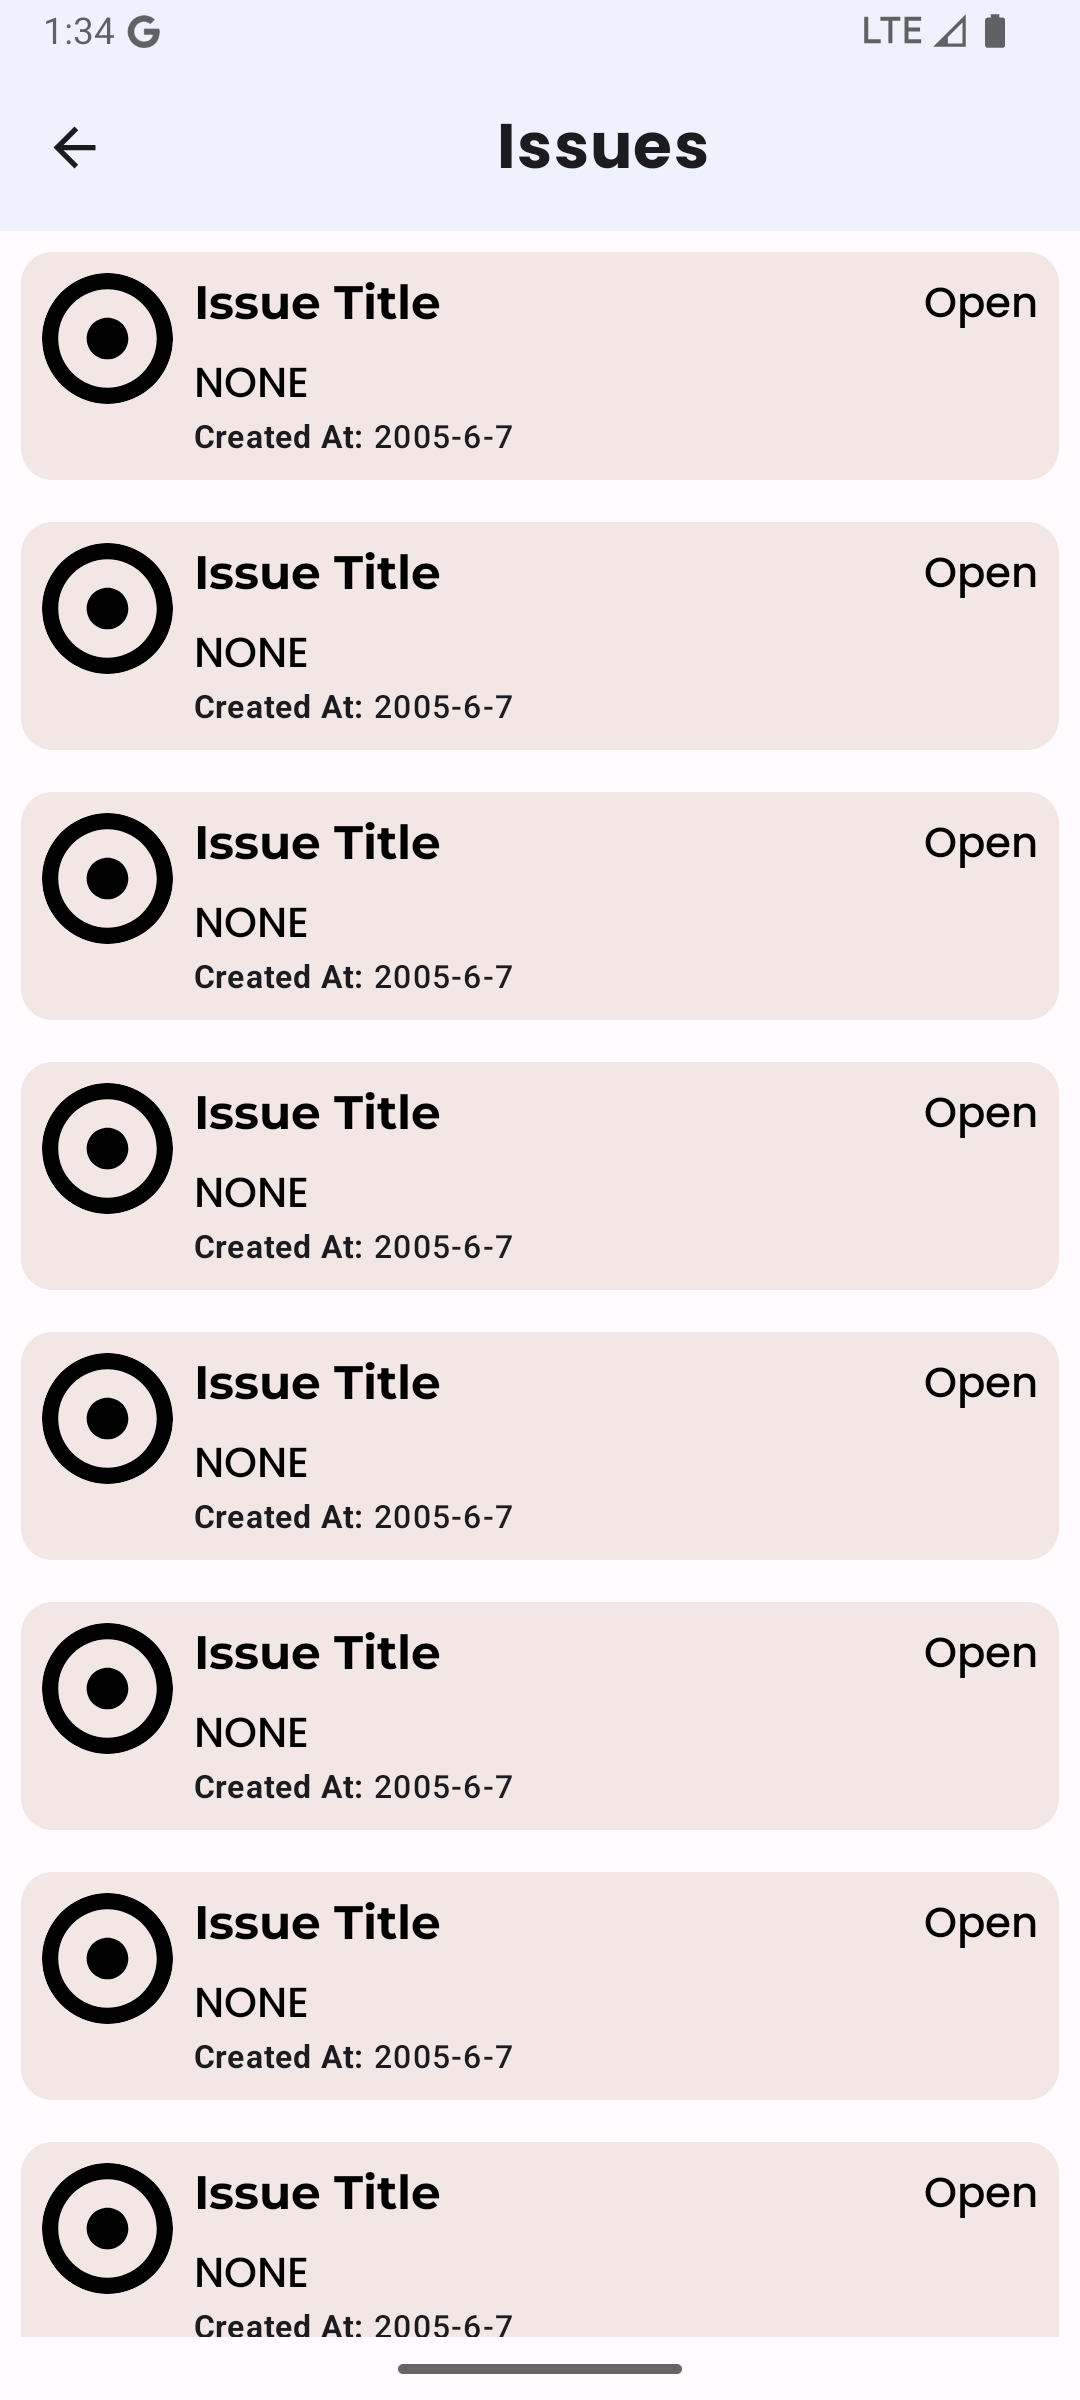 1:34 G LTE
Issues
Issue Title Open
NONE
Created At: 2005-6-7
Issue Title Open
NONE
Created At: 2005-6-7
Issue Title Open
NONE
Created At: 2005-6-7
Issue Title Open
NONE
Created At: 2005-6-7
Issue Title Open
NONE
Created At: 2005-6-7
Issue Title Open
NONE
Created At: 2005-6-7
Issue Title Open
NONE
Created At: 2005-6-7
Issue Title Open
NONE
Created At: 2005-6-7